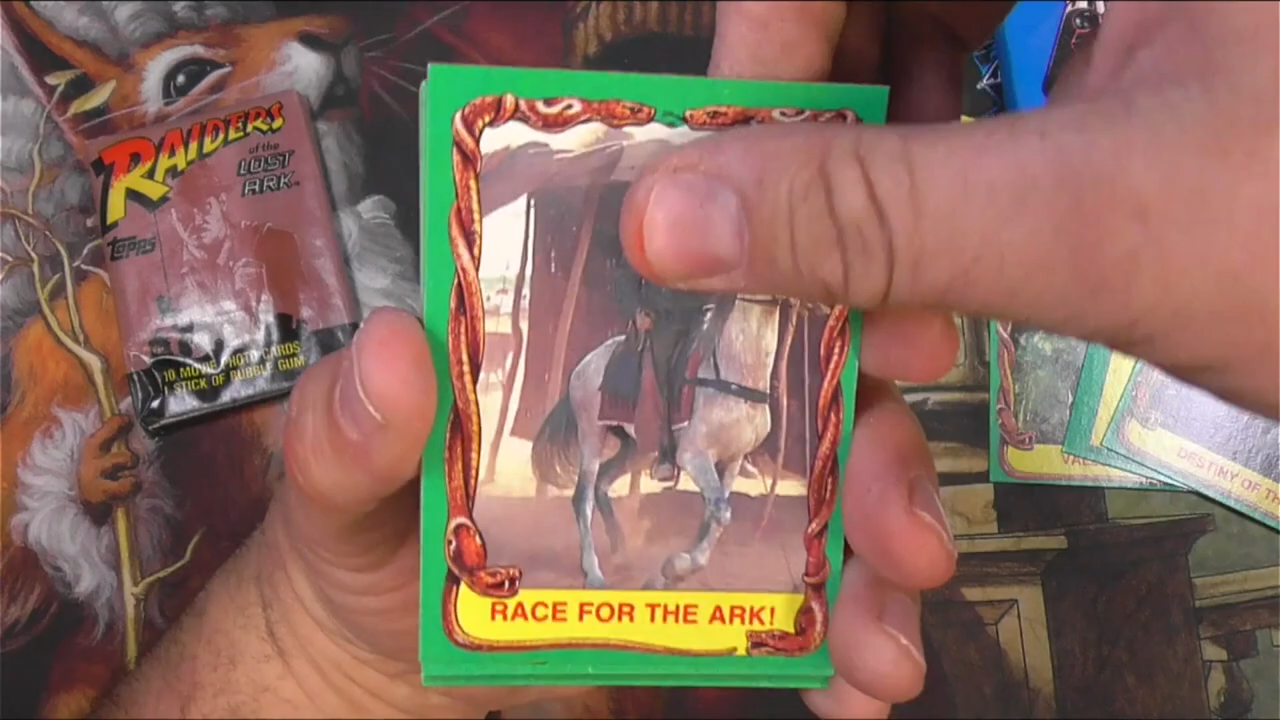 RAIDERS
of the
LOST
ARK
TOPPS
10 MOVIE PHOTO CARDS
1 STICK OF BUBBLE GUM
RACE FOR THE ARK!
DESTINY OF